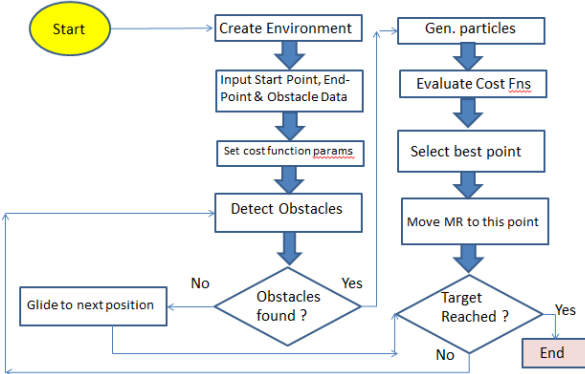 Start
Create Environment
Input Start Point, End-
Point & Obstacle Data
Set cost function params
Detect Obstacles
No
Yes
Obstacles
found ?
Glide to next position
Gen. particles
Evaluate Cost Fns
Select best point
Move MR to this point
Target
Reached ?
Yes
No
End